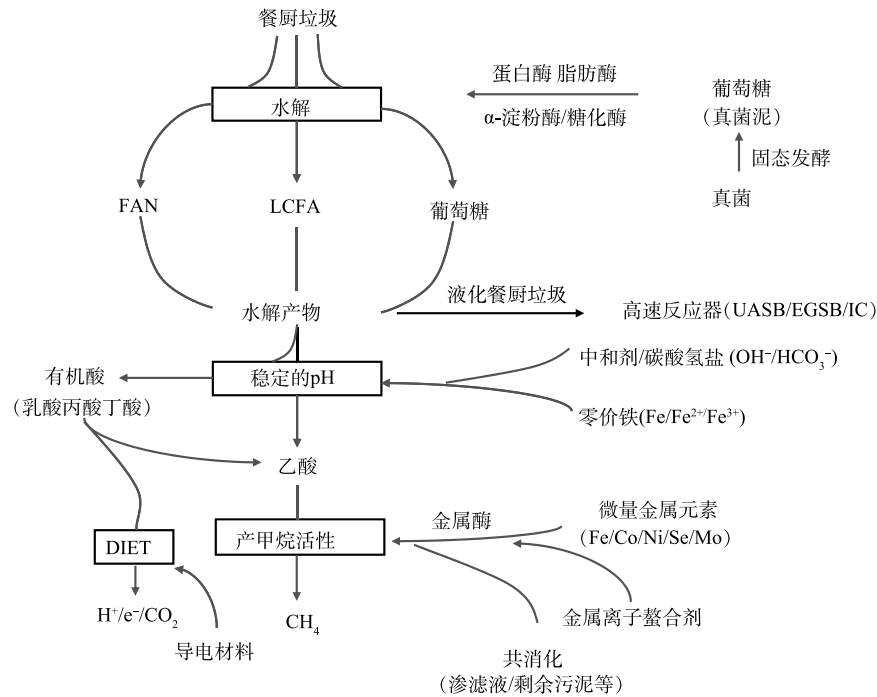 餐厨垃圾
蛋白酶 脂肪酶
水解
α-淀粉酶/糖化酶
葡萄糖
(真菌泥)
固态发酵
真菌
FAN
LCFA
葡萄糖
水解产物
液化餐厨垃圾
高速反应器(UASB/EGSB/IC)
中和剂/碳酸氢盐 (OH⁻/HCO₃⁻)
有机酸
(乳酸丙酸丁酸)
稳定的pH
零价铁(Fe/Fe²⁺/Fe³⁺)
乙酸
金属酶
微量金属元素
(Fe/Co/Ni/Se/Mo)
DIET
产甲烷活性
H⁺/e⁻/CO₂
CH₄
金属离子螯合剂
导电材料
共消化
(渗滤液/剩余污泥等)